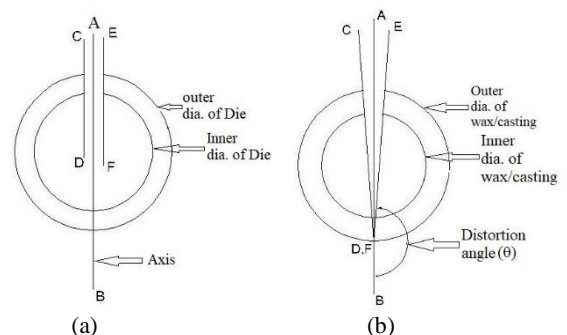 A
C
E
outer
dia. of Die
Inner
dia. of Die
D
F
Axis
B
(a)
A
C
E
Outer
dia. of
wax/casting
Inner
dia. of
wax/casting
D,F
Distortion
angle (θ)
B
(b)